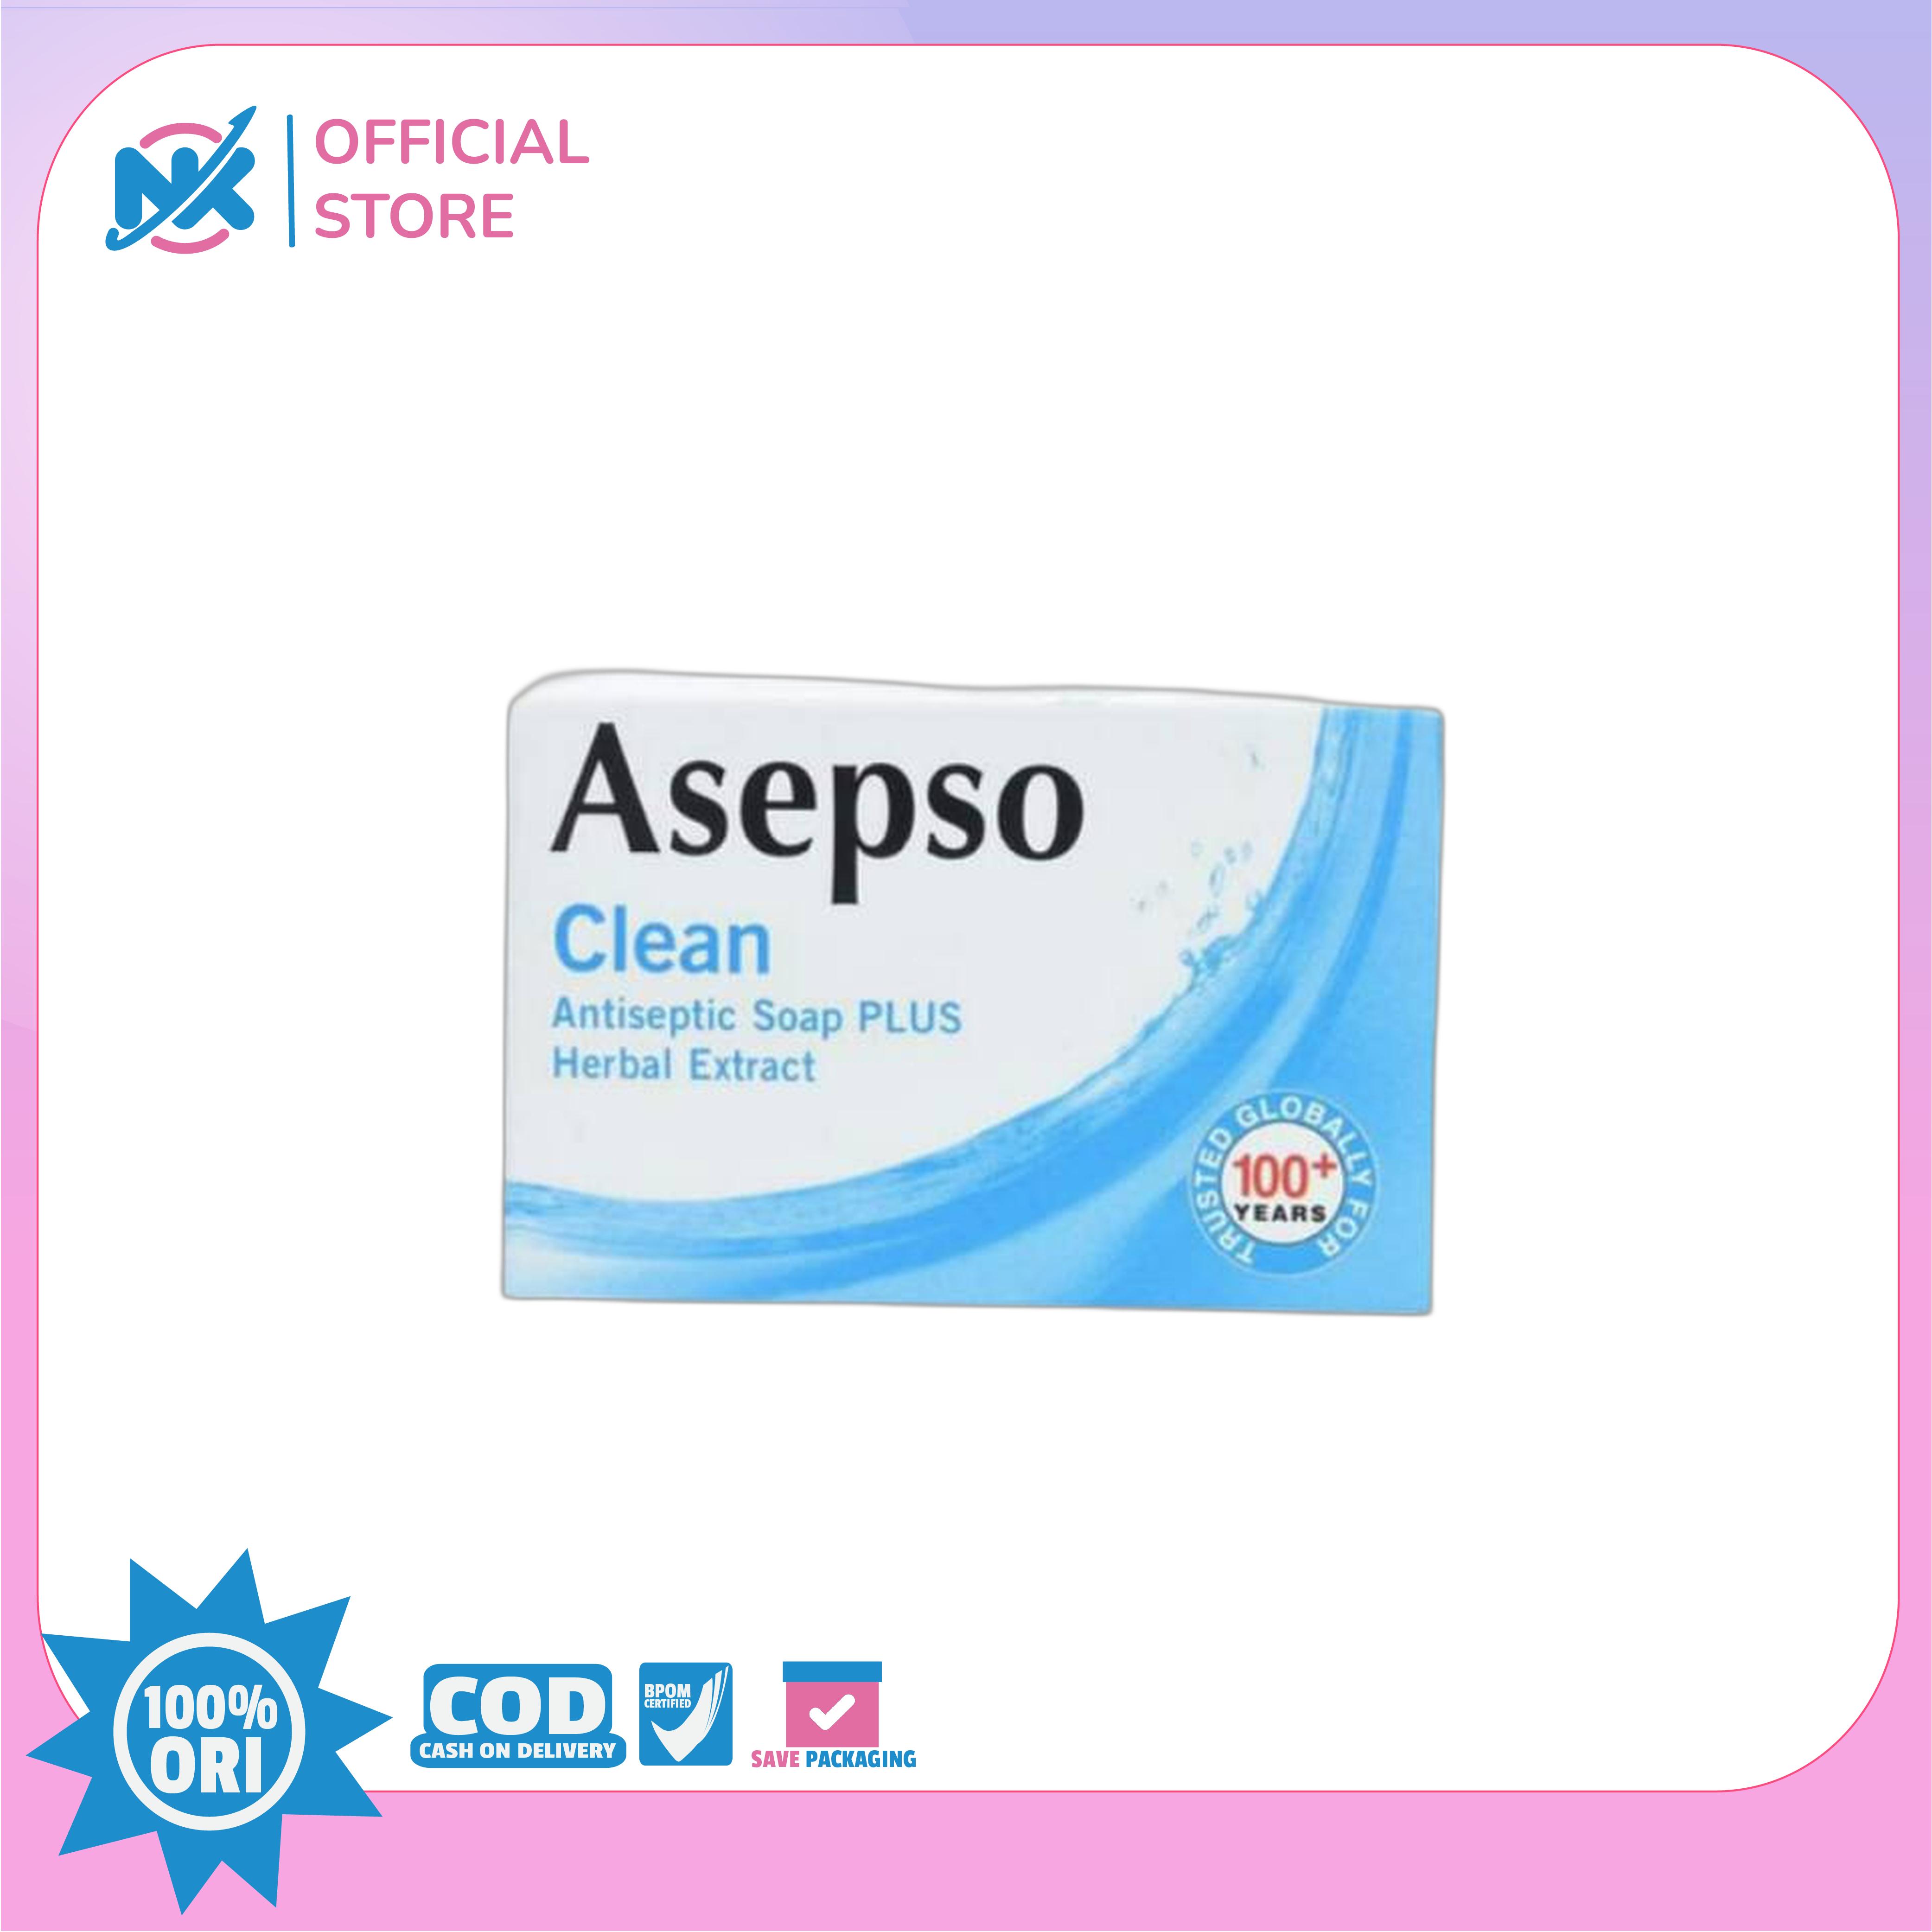 NK
OFFICIAL
STORE
Asepso
Clean
Antiseptic Soap PLUS
Herbal Extract
TRUSTED GLOBALLY FOR
100+
YEARS
100%
ORI
COD
CASH ON DELIVERY
BPOM
CERTIFIED
SAVE PACKAGING